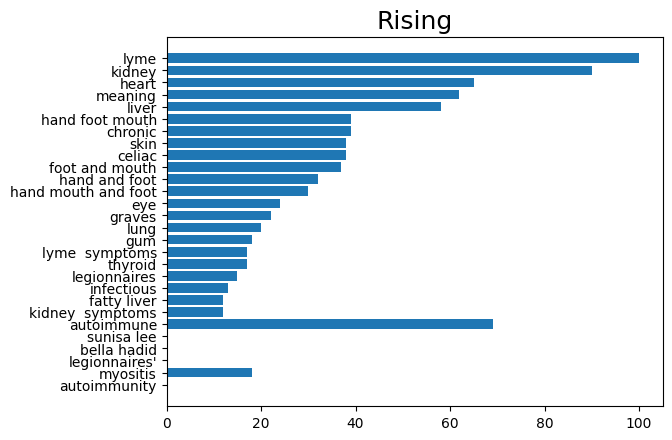 Rising
lyme
kidney
heart
meaning
liver
hand foot mouth
chronic
skin
celiac
foot and mouth
hand and foot
hand mouth and foot
eye
graves
lung
gum
lyme  symptoms
thyroid
legionnaires
infectious
fatty liver
kidney  symptoms
autoimmune
sunisa lee
bella hadid
legionnaires'
myositis
autoimmunity
0 20 40 60 80 100